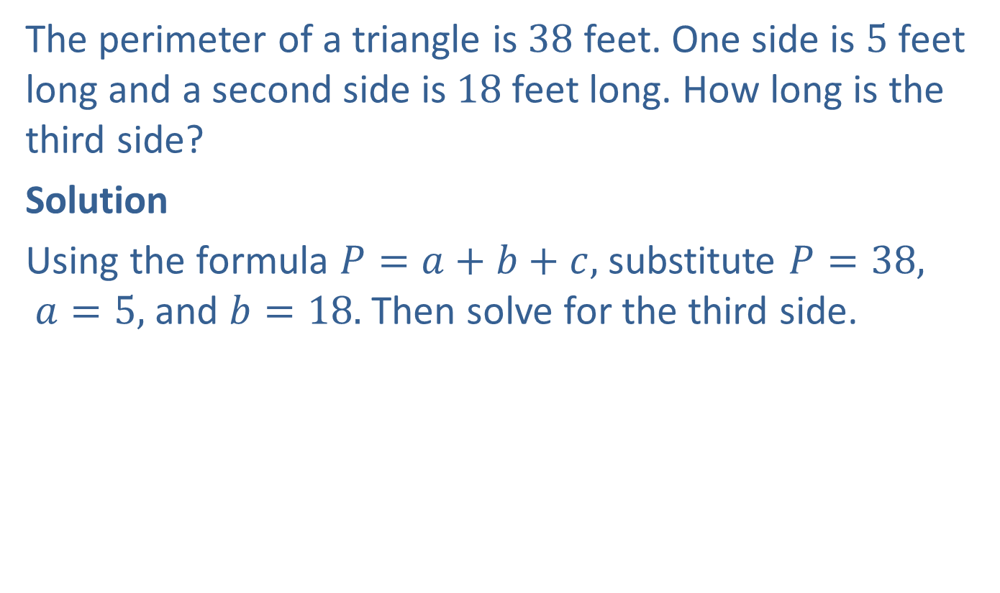 The perimeter of a triangle is 38 feet. One side is 5 feet
long and a second side is 18 feet long. How long is the
third side?
Solution
Using the formula P = a + b + c, substitute P = 38,
a = 5, and b = 18. Then solve for the third side.